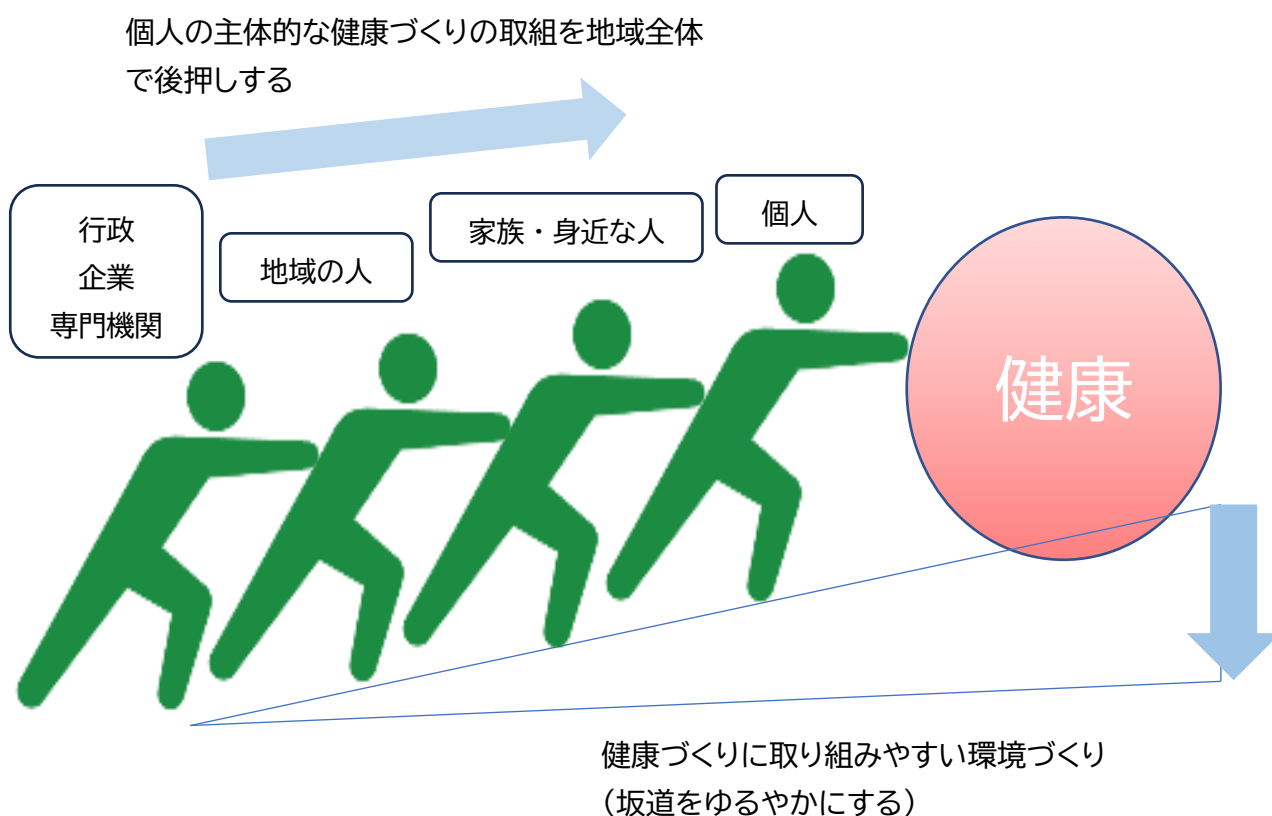 個人の主体的な健康づくりの取組を地域全体
で後押しする
行政
企業
専門機関
地域の人
家族・身近な人
個人
健康
健康づくりに取り組みやすい環境づくり
(坂道をゆるやかにする)